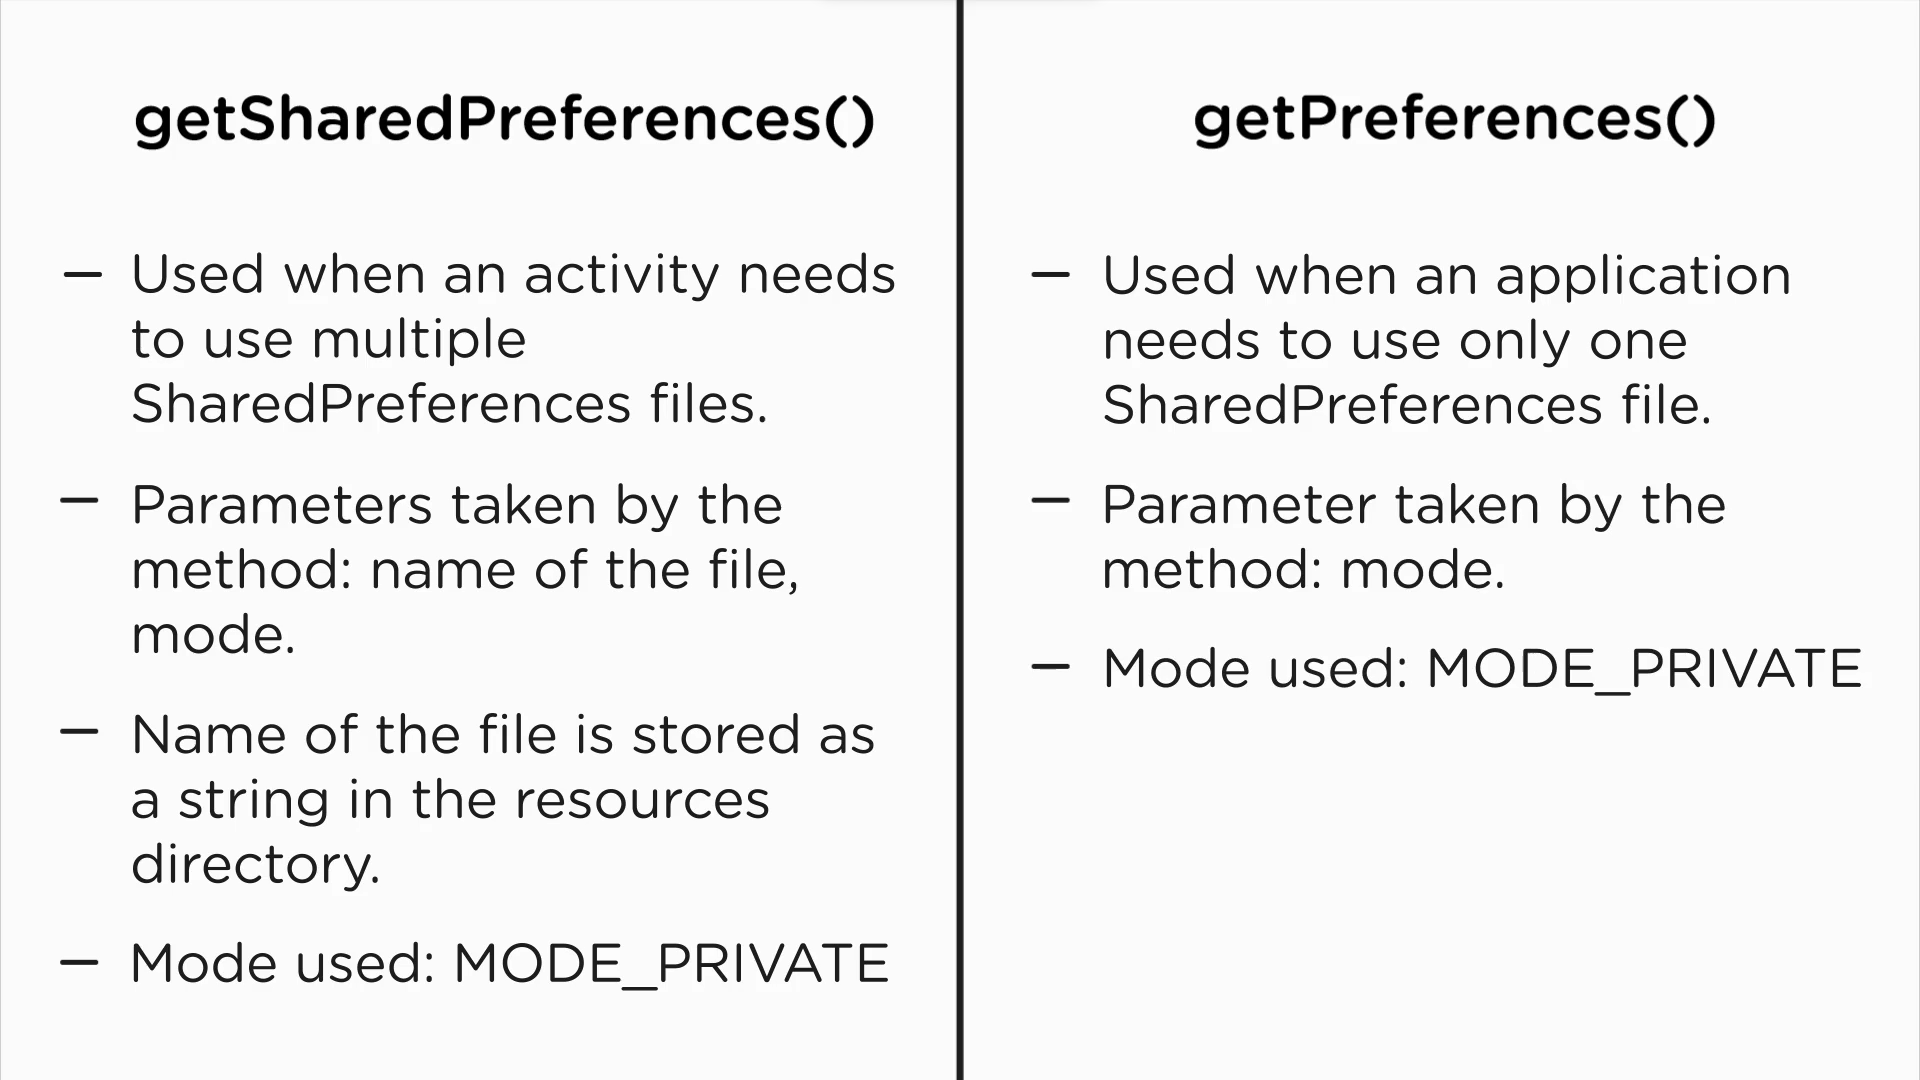 getSharedPreferences()
— Used when an activity needs
to use multiple
SharedPreferences files.
— Parameters taken by the
method: name of the file,
mode.
— Name of the file is stored as
a string in the resources
directory.
— Mode used: MODE_PRIVATE
getPreferences()
— Used when an application
needs to use only one
SharedPreferences file.
— Parameter taken by the
method: mode.
— Mode used: MODE_PRIVATE